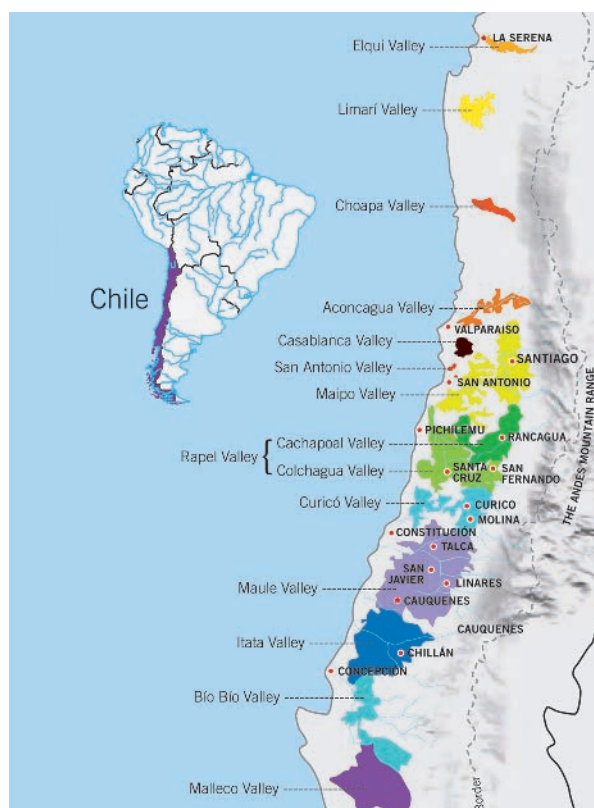 Elqui Valley
LA SERENA
Limarí Valley
Choapa Valley
Chile
Aconcagua Valley
VALPARAISO
Casablanca Valley
SANTIAGO
San Antonio Valley
SAN ANTONIO
Maipo Valley
PICHILEMU
Cachapoal Valley
RANCAGUA
Rapel Valley
Colchagua Valley
SANTA
CRUZ
SAN
FERNANDO
THE ANDES MOUNTAIN RANGE
Curicó Valley
CURICO
MOLINA
CONSTITUCIÓN
TALCA
SAN
JAVIER
LINARES
Maule Valley
CAUQUENES
CAUQUENES
Itata Valley
CHILLÁN
CONCEPCIÓN
Bío Bío Valley
Malleco Valley
Border